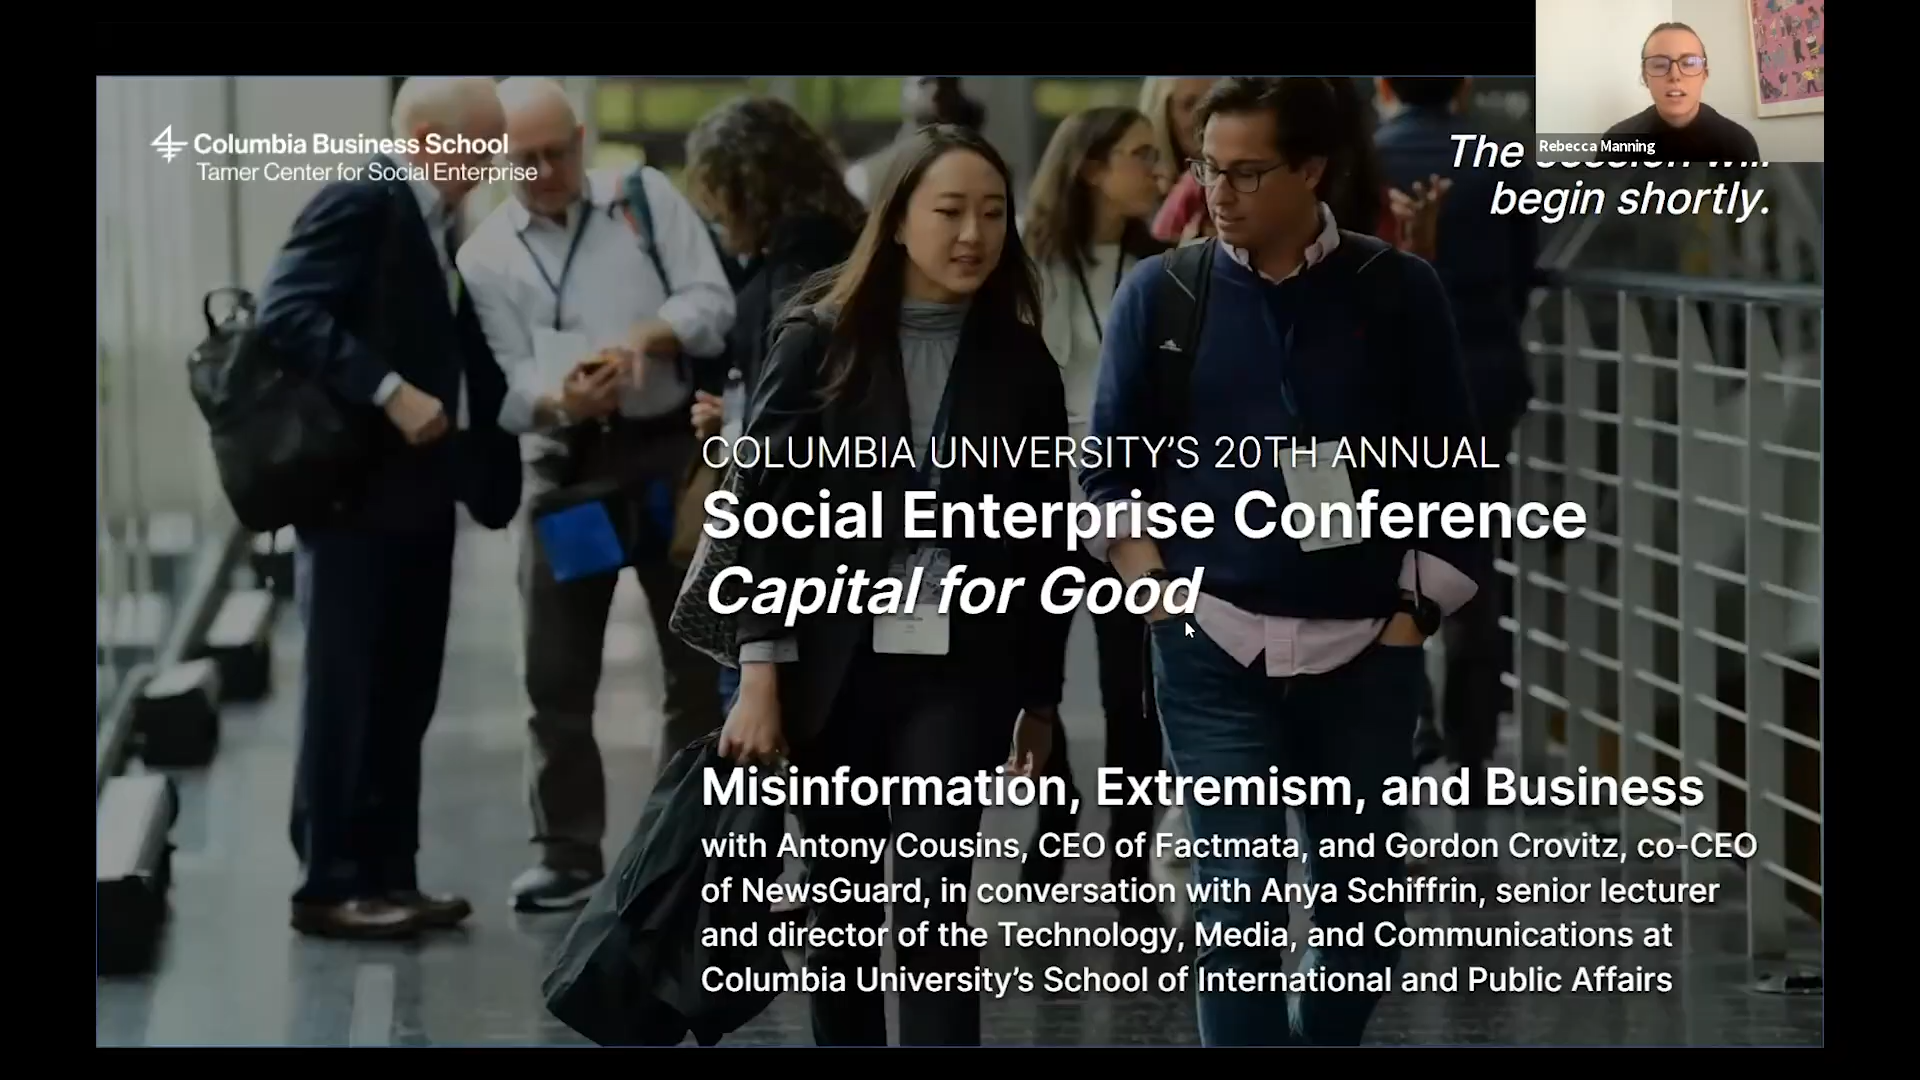 Columbia Business School
Tamer Center for Social Enterprise
Rebecca Manning
The
begin shortly.
COLUMBIA UNIVERSITY’S 20TH ANNUAL
Social Enterprise Conference
Capital for Good
Misinformation, Extremism, and Business
with Antony Cousins, CEO of Factmata, and Gordon Crovitz, co-CEO
of NewsGuard, in conversation with Anya Schiffrin, senior lecturer
and director of the Technology, Media, and Communications at
Columbia University’s School of International and Public Affairs